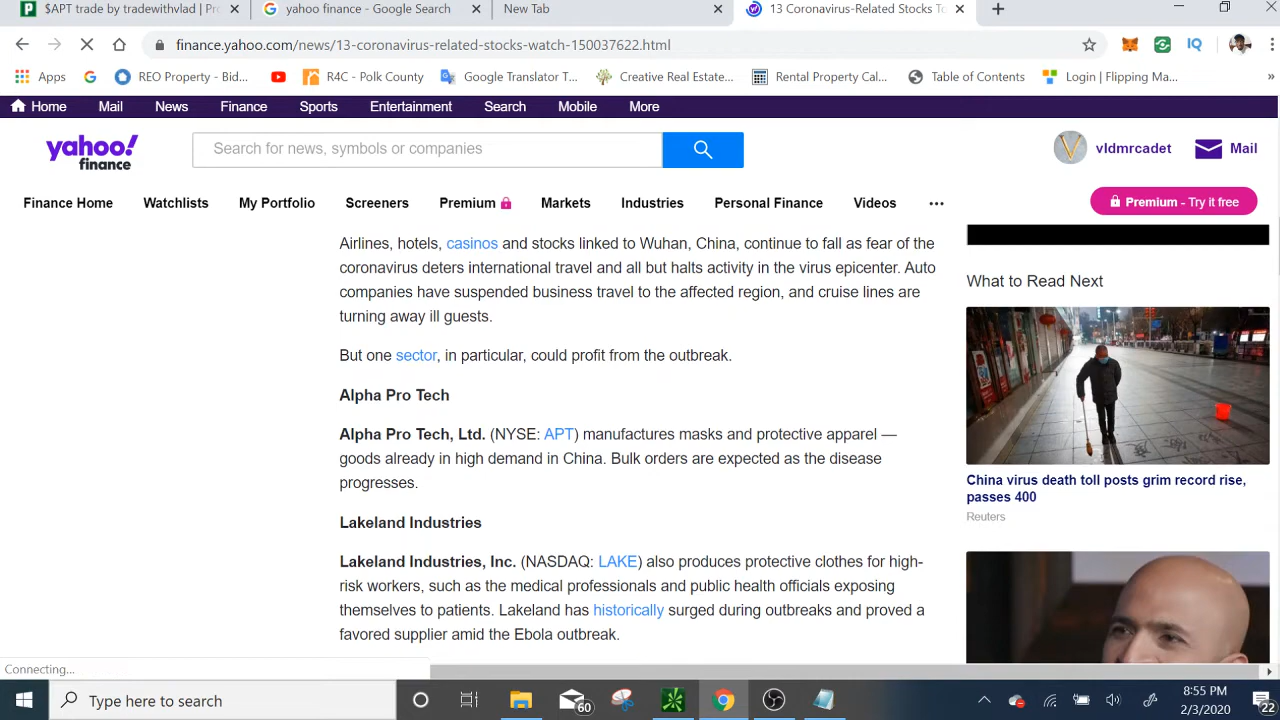 $APT trade by tradewithvlad | Pro
yahoo finance - Google Search
New Tab
13 Coronavirus-Related Stocks To
finance.yahoo.com/news/13-coronavirus-related-stocks-watch-150037622.html
IQ
Apps
REO Property - Bid...
R4C - Polk County
Google Translator T...
Creative Real Estate...
Rental Property Cal...
Table of Contents
Login | Flipping Ma...
»
Home Mail News Finance Sports Entertainment Search Mobile More
yahoo!
finance
Search for news, symbols or companies
vldmrcadet
Mail
Finance Home Watchlists My Portfolio Screeners Premium Markets Industries Personal Finance Videos ...
Premium - Try it free
Airlines, hotels, casinos and stocks linked to Wuhan, China, continue to fall as fear of the
coronavirus deters international travel and all but halts activity in the virus epicenter. Auto
companies have suspended business travel to the affected region, and cruise lines are
turning away ill guests.
But one sector, in particular, could profit from the outbreak.
Alpha Pro Tech
Alpha Pro Tech, Ltd. (NYSE: APT) manufactures masks and protective apparel —
goods already in high demand in China. Bulk orders are expected as the disease
progresses.
Lakeland Industries
Lakeland Industries, Inc. (NASDAQ: LAKE) also produces protective clothes for high-
risk workers, such as the medical professionals and public health officials exposing
themselves to patients. Lakeland has historically surged during outbreaks and proved a
favored supplier amid the Ebola outbreak.
What to Read Next
China virus death toll posts grim record rise,
passes 400
Reuters
Connecting...
Type here to search
60
8:55 PM
2/3/2020
22